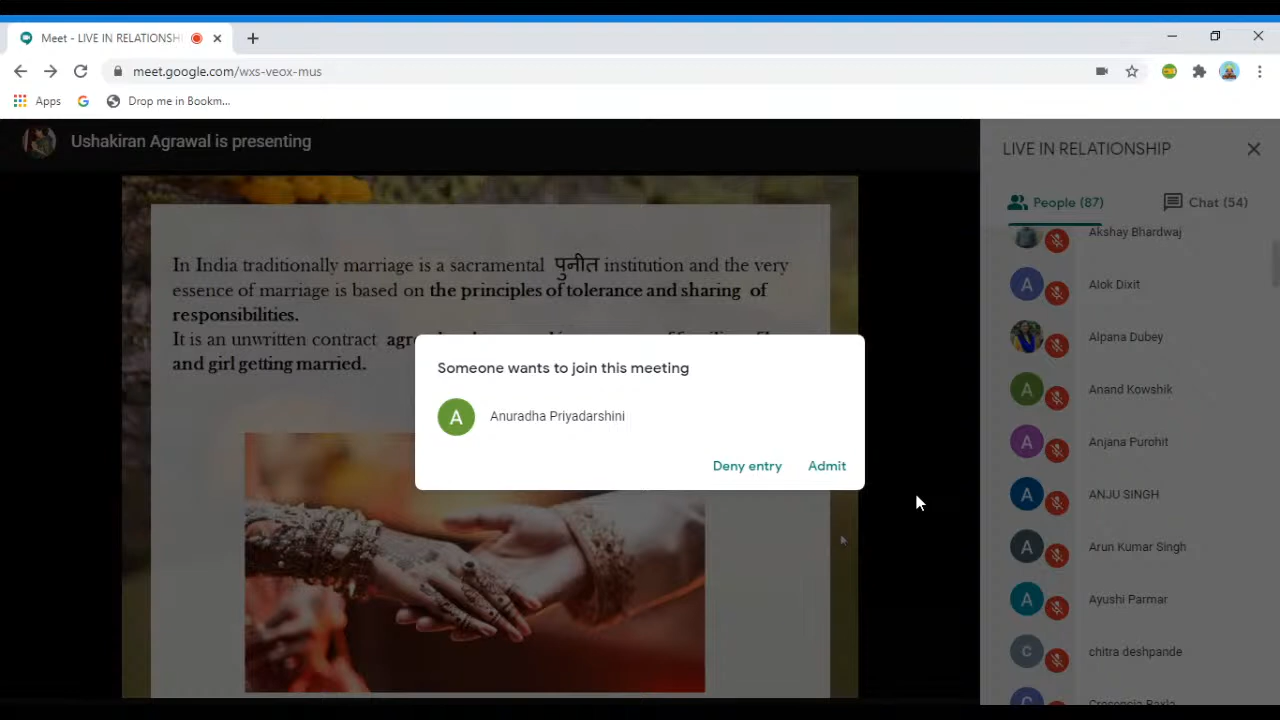 Meet - LIVE IN RELATIONSH
meet.google.com/wxs-veox-mus
Apps
Drop me in Bookm...
Ushakiran Agrawal is presenting
In India traditionally marriage is a sacramental पुनीत institution and the very
essence of marriage is based on the principles of tolerance and sharing of
responsibilities.
It is an unwritten contract
and girl getting married.
Someone wants to join this meeting
A
Anuradha Priyadarshini
Deny entry Admit
LIVE IN RELATIONSHIP
People (87) Chat (54)
Akshay Bhardwaj
A Alok Dixit
Alpana Dubey
A Anand Kowshik
A Anjana Purohit
A ANJU SINGH
A Arun Kumar Singh
A Ayushi Parmar
C chitra deshpande